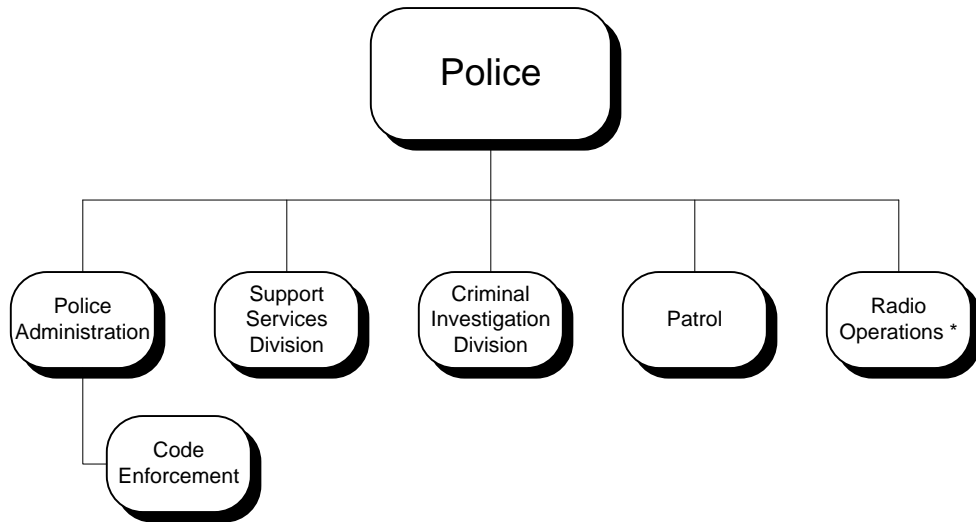 Police
Police
Administration
Support
Services
Division
Criminal
Investigation
Division
Patrol
Radio
Operations *
Code
Enforcement